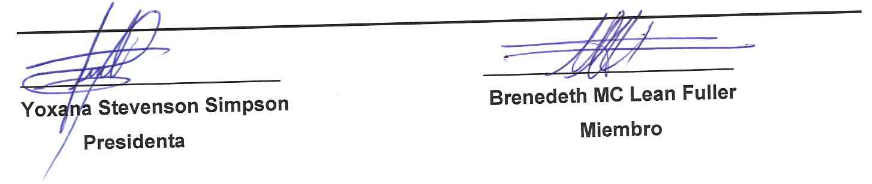 Yoxana Stevenson Simpson
Presidenta
Brenedeth MC Lean Fuller
Miembro